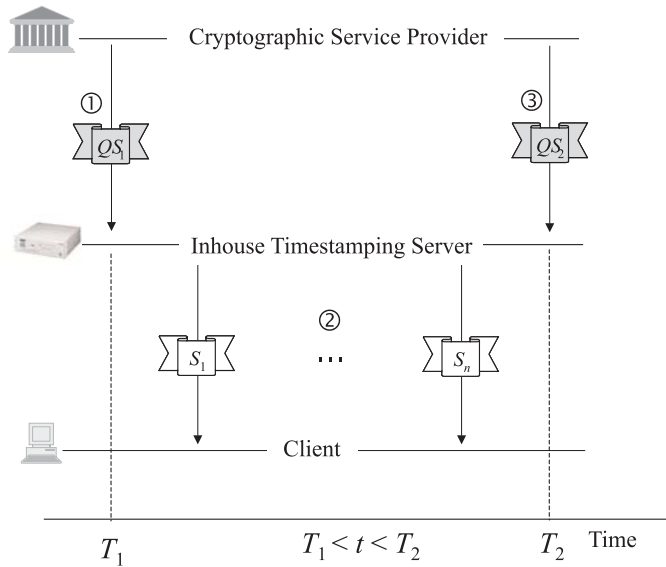 Cryptographic Service Provider
① ③
QS₁ QS₂
Inhouse Timestamping Server
②
S₁ ... Sₙ
Client
T₁ T₁ < t < T₂ T₂ Time